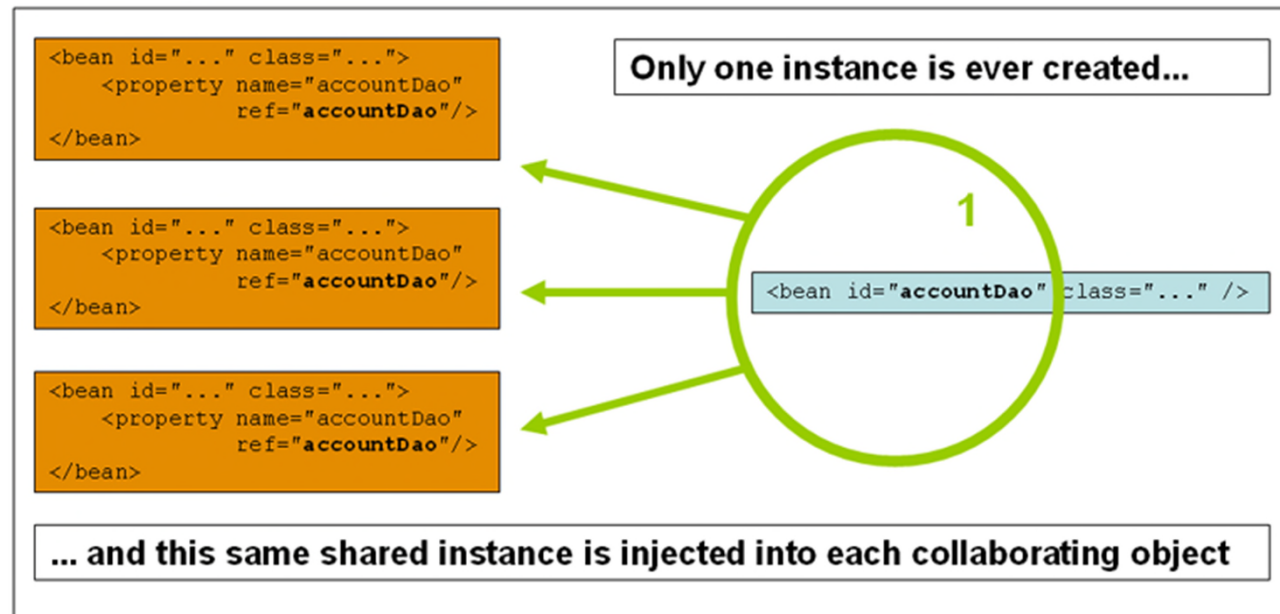 <bean id="..." class="...">
    <property name="accountDao"
              ref="accountDao"/>
</bean>
Only one instance is ever created...
1
<bean id="..." class="...">
    <property name="accountDao"
              ref="accountDao"/>
</bean>
<bean id="accountDao" class="..." />
<bean id="..." class="...">
    <property name="accountDao"
              ref="accountDao"/>
</bean>
... and this same shared instance is injected into each collaborating object